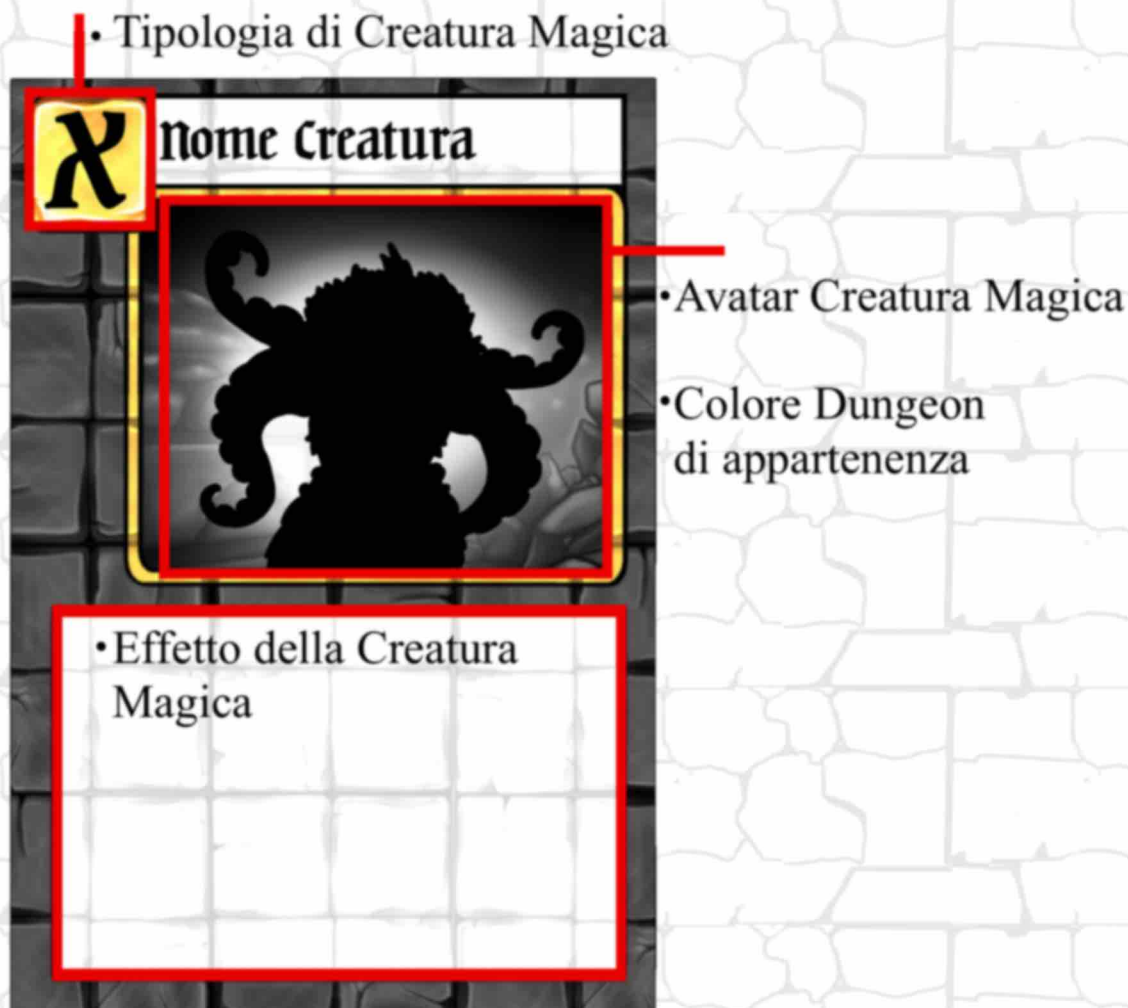 • Tipologia di Creatura Magica
X Nome Creatura
•Avatar Creatura Magica
•Colore Dungeon
di appartenenza
•Effetto della Creatura
Magica